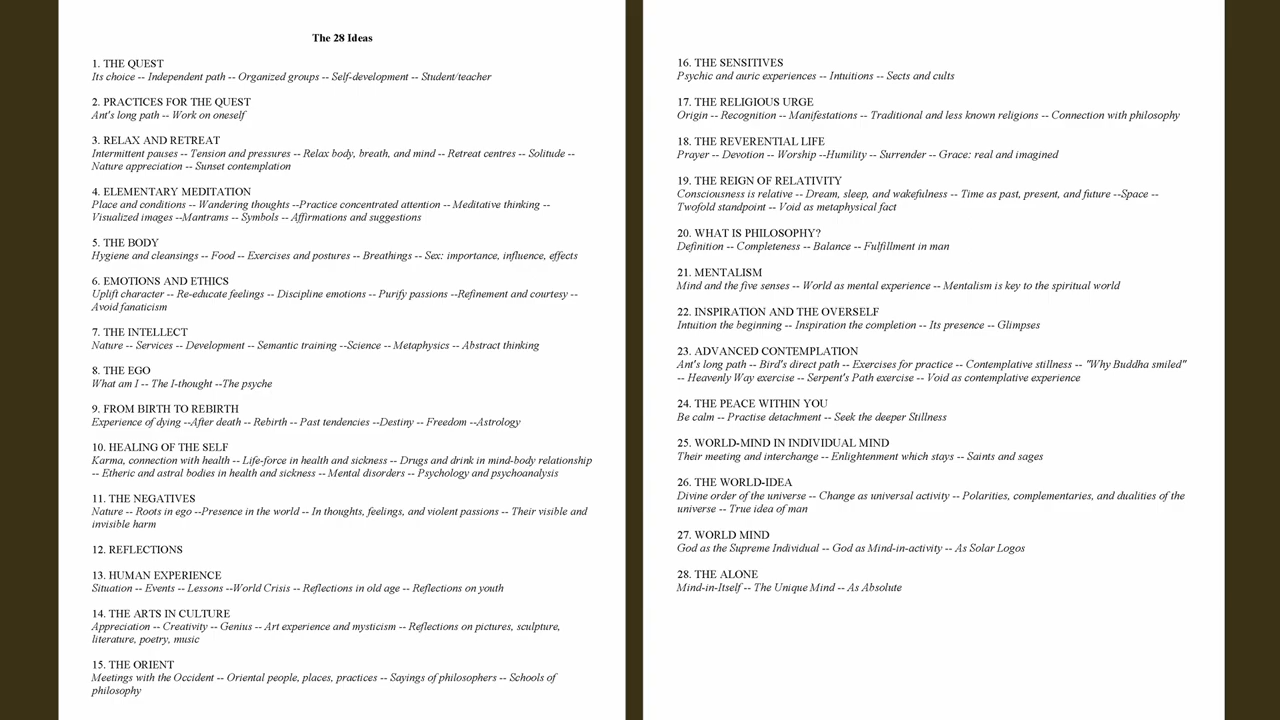 The 28 Ideas
1. THE QUEST
Its choice -- Independent path -- Organized groups -- Self-development -- Student/teacher
2. PRACTICES FOR THE QUEST
Ant's long path -- Work on oneself
3. RELAX AND RETREAT
Intermittent pauses -- Tension and pressures -- Relax body, breath, and mind -- Retreat centres -- Solitude --
Nature appreciation -- Sunset contemplation
4. ELEMENTARY MEDITATION
Place and conditions -- Wandering thoughts --Practice concentrated attention -- Meditative thinking --
Visualized images --Mantrams -- Symbols -- Affirmations and suggestions
5. THE BODY
Hygiene and cleansings -- Food -- Exercises and postures -- Breathings -- Sex: importance, influence, effects
6. EMOTIONS AND ETHICS
Uplift character -- Re-educate feelings -- Discipline emotions -- Purify passions --Refinement and courtesy --
Avoid fanaticism
7. THE INTELLECT
Nature -- Services -- Development -- Semantic training --Science -- Metaphysics -- Abstract thinking
8. THE EGO
What am I -- The I-thought --The psyche
9. FROM BIRTH TO REBIRTH
Experience of dying --After death -- Rebirth -- Past tendencies --Destiny -- Freedom --Astrology
10. HEALING OF THE SELF
Karma, connection with health -- Life-force in health and sickness -- Drugs and drink in mind-body relationship
-- Etheric and astral bodies in health and sickness -- Mental disorders -- Psychology and psychoanalysis
11. THE NEGATIVES
Nature -- Roots in ego --Presence in the world -- In thoughts, feelings, and violent passions -- Their visible and
invisible harm
12. REFLECTIONS
13. HUMAN EXPERIENCE
Situation -- Events -- Lessons --World Crisis -- Reflections in old age -- Reflections on youth
14. THE ARTS IN CULTURE
Appreciation -- Creativity -- Genius -- Art experience and mysticism -- Reflections on pictures, sculpture,
literature, poetry, music
15. THE ORIENT
Meetings with the Occident -- Oriental people, places, practices -- Sayings of philosophers -- Schools of
philosophy
16. THE SENSITIVES
Psychic and auric experiences -- Intuitions -- Sects and cults
17. THE RELIGIOUS URGE
Origin -- Recognition -- Manifestations -- Traditional and less known religions -- Connection with philosophy
18. THE REVERENTIAL LIFE
Prayer -- Devotion -- Worship --Humility -- Surrender -- Grace: real and imagined
19. THE REIGN OF RELATIVITY
Consciousness is relative -- Dream, sleep, and wakefulness -- Time as past, present, and future --Space --
Twofold standpoint -- Void as metaphysical fact
20. WHAT IS PHILOSOPHY?
Definition -- Completeness -- Balance -- Fulfillment in man
21. MENTALISM
Mind and the five senses -- World as mental experience -- Mentalism is key to the spiritual world
22. INSPIRATION AND THE OVERSELF
Intuition the beginning -- Inspiration the completion -- Its presence -- Glimpses
23. ADVANCED CONTEMPLATION
Ant's long path -- Bird's direct path -- Exercises for practice -- Contemplative stillness -- "Why Buddha smiled"
-- Heavenly Way exercise -- Serpent's Path exercise -- Void as contemplative experience
24. THE PEACE WITHIN YOU
Be calm -- Practise detachment -- Seek the deeper Stillness
25. WORLD-MIND IN INDIVIDUAL MIND
Their meeting and interchange -- Enlightenment which stays -- Saints and sages
26. THE WORLD-IDEA
Divine order of the universe -- Change as universal activity -- Polarities, complementaries, and dualities of the
universe -- True idea of man
27. WORLD MIND
God as the Supreme Individual -- God as Mind-in-activity -- As Solar Logos
28. THE ALONE
Mind-in-Itself -- The Unique Mind -- As Absolute